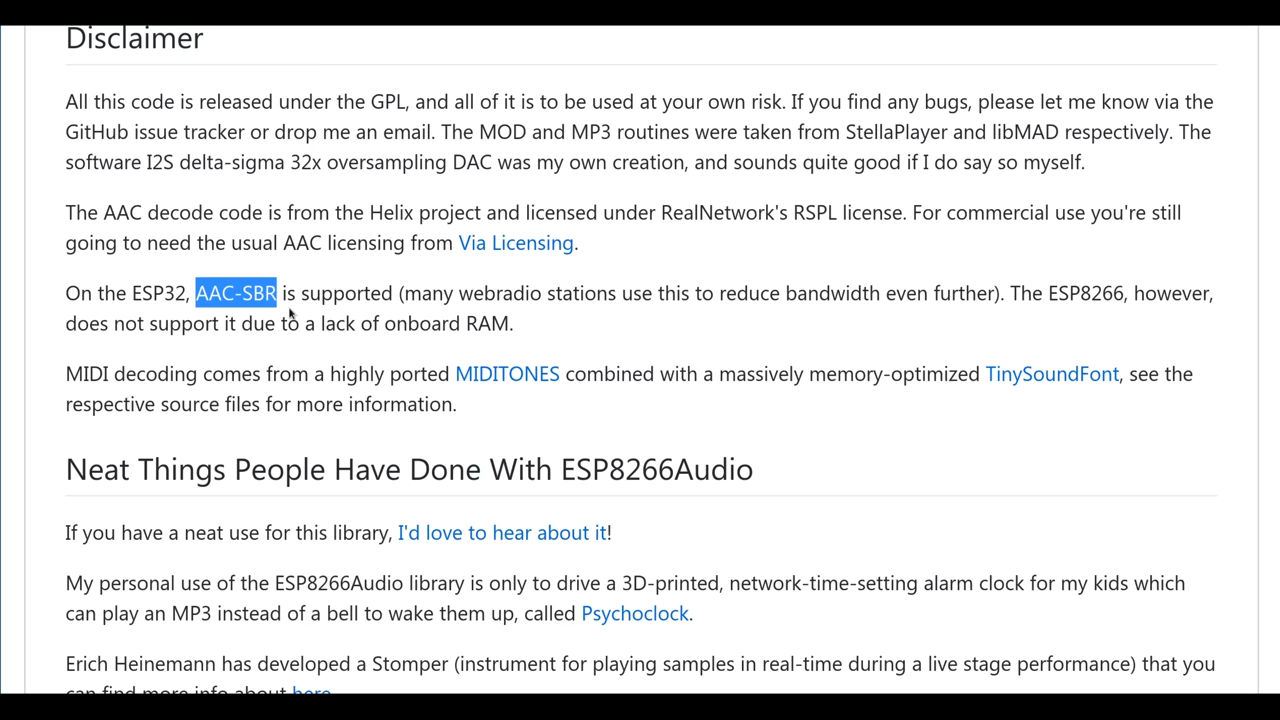 Disclaimer
All this code is released under the GPL, and all of it is to be used at your own risk. If you find any bugs, please let me know via the
GitHub issue tracker or drop me an email. The MOD and MP3 routines were taken from StellaPlayer and libMAD respectively. The
software I2S delta-sigma 32x oversampling DAC was my own creation, and sounds quite good if I do say so myself.
The AAC decode code is from the Helix project and licensed under RealNetwork's RSPL license. For commercial use you're still
going to need the usual AAC licensing from Via Licensing.
On the ESP32, AAC-SBR is supported (many webradio stations use this to reduce bandwidth even further). The ESP8266, however,
does not support it due to a lack of onboard RAM.
MIDI decoding comes from a highly ported MIDITONES combined with a massively memory-optimized TinySoundFont, see the
respective source files for more information.
Neat Things People Have Done With ESP8266Audio
If you have a neat use for this library, I'd love to hear about it!
My personal use of the ESP8266Audio library is only to drive a 3D-printed, network-time-setting alarm clock for my kids which
can play an MP3 instead of a bell to wake them up, called Psychoclock.
Erich Heinemann has developed a Stomper (instrument for playing samples in real-time during a live stage performance) that you
can find more info about here.